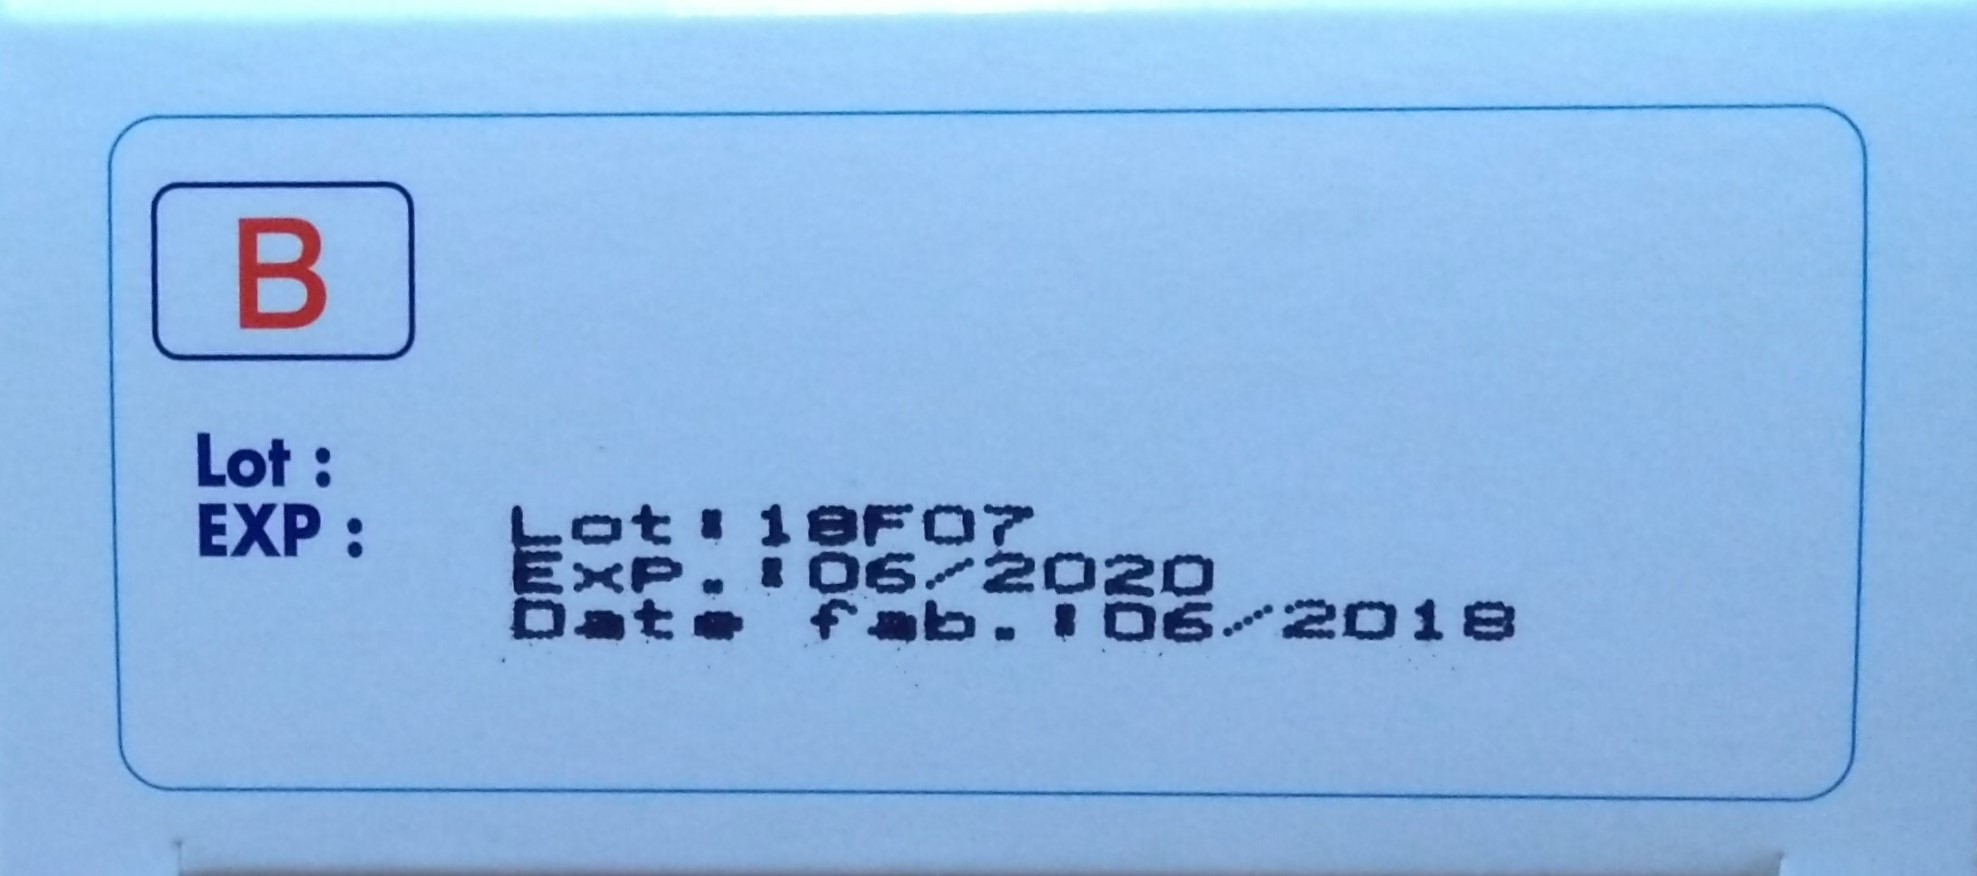 B
Lot :
EXP :
Lot:18F07
Exp.:06/2020
Date fab.:06/2018